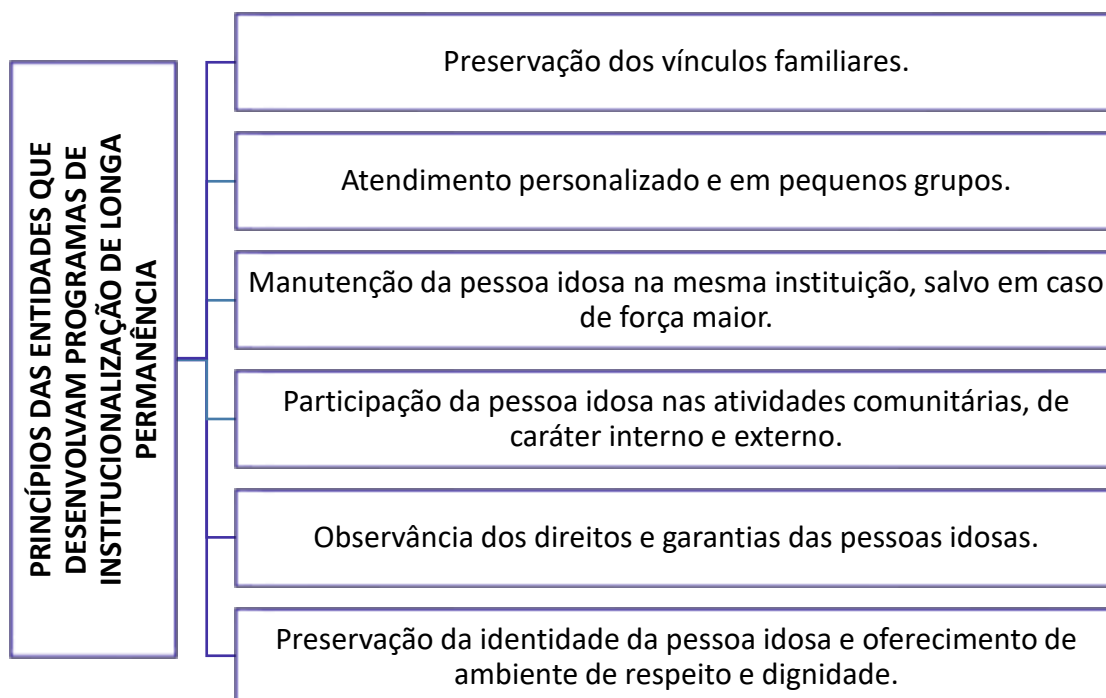 PRINCÍPIOS DAS ENTIDADES QUE
DESENVOLVAM PROGRAMAS DE
INSTITUCIONALIZAÇÃO DE LONGA
PERMANÊNCIA
Preservação dos vínculos familiares.
Atendimento personalizado e em pequenos grupos.
Manutenção da pessoa idosa na mesma instituição, salvo em caso
de força maior.
Participação da pessoa idosa nas atividades comunitárias, de
caráter interno e externo.
Observância dos direitos e garantias das pessoas idosas.
Preservação da identidade da pessoa idosa e oferecimento de
ambiente de respeito e dignidade.